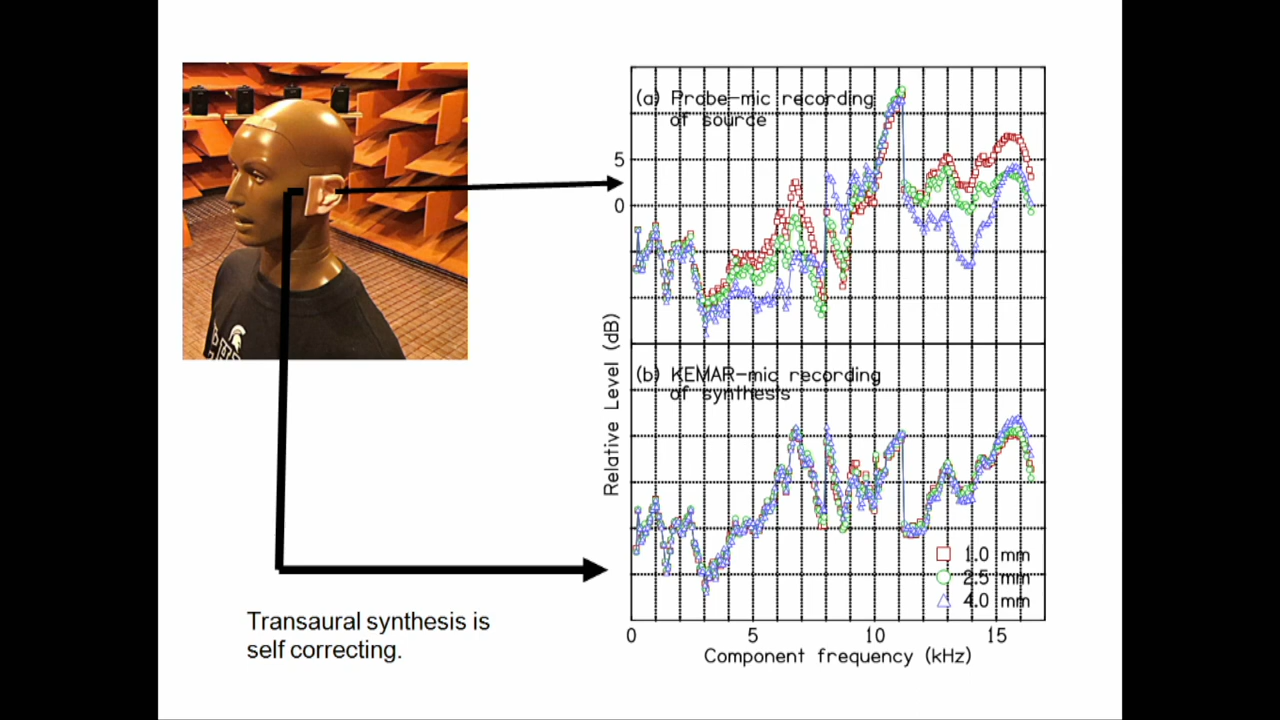 (a) Probe-mic recording
of source
5
0
Relative Level (dB)
(b) KEMAR-mic recording
of synthesis
1.0 mm
2.5 mm
4.0 mm
0 5 10 15
Component frequency (kHz)
Transaural synthesis is
self correcting.